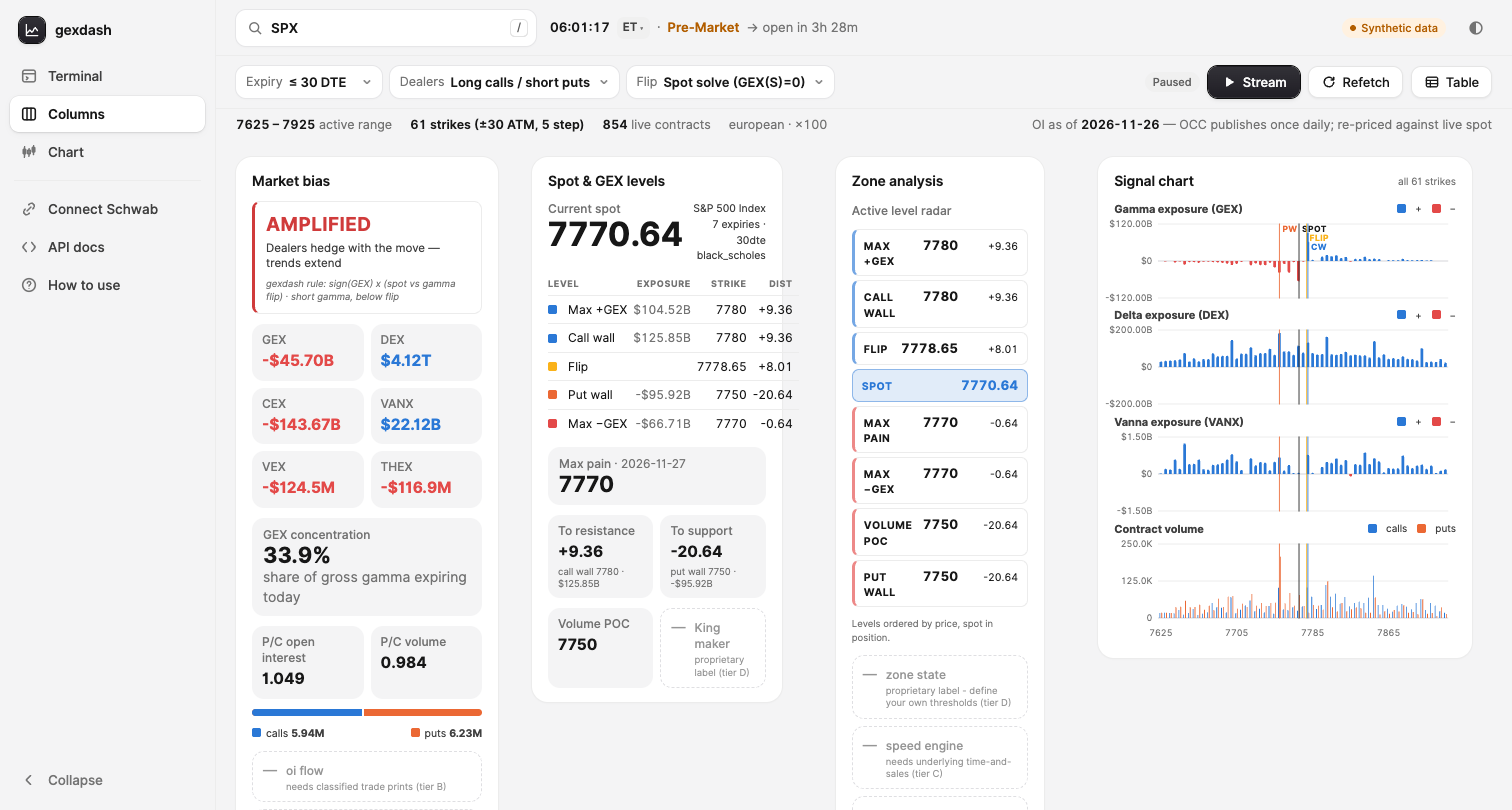 gexdash
Terminal
Columns
Chart
Connect Schwab
API docs
How to use
Collapse
SPX
/
06:01:17 ET · Pre-Market → open in 3h 28m
Synthetic data
Expiry ≤ 30 DTE
Dealers Long calls / short puts
Flip Spot solve (GEX(S)=0)
Paused
Stream
Refetch
Table
7625 – 7925 active range 61 strikes (±30 ATM, 5 step) 854 live contracts european · ×100
OI as of 2026-11-26 — OCC publishes once daily; re-priced against live spot
Market bias
AMPLIFIED
Dealers hedge with the move —
trends extend
gexdash rule: sign(GEX) x (spot vs gamma
flip) · short gamma, below flip
GEX
-$45.70B
DEX
$4.12T
CEX
-$143.67B
VANX
$22.12B
VEX
-$124.5M
THEX
-$116.9M
GEX concentration
33.9%
share of gross gamma expiring
today
P/C open
interest
1.049
P/C volume
0.984
calls 5.94M
puts 6.23M
— oi flow
needs classified trade prints (tier B)
Spot & GEX levels
Current spot
7770.64
S&P 500 Index
7 expiries ·
30dte
black_scholes
LEVEL EXPOSURE STRIKE DIST
Max +GEX $104.52B 7780 +9.36
Call wall $125.85B 7780 +9.36
Flip 7778.65 +8.01
Put wall -$95.92B 7750 -20.64
Max −GEX -$66.71B 7770 -0.64
Max pain · 2026-11-27
7770
To resistance
+9.36
call wall 7780 ·
$125.85B
To support
-20.64
put wall 7750 ·
-$95.92B
Volume POC
7750
— King
maker
proprietary
label (tier D)
Zone analysis
Active level radar
MAX
+GEX
7780 +9.36
CALL
WALL
7780 +9.36
FLIP 7778.65 +8.01
SPOT 7770.64
MAX
PAIN
7770 -0.64
MAX
−GEX
7770 -0.64
VOLUME
POC
7750 -20.64
PUT
WALL
7750 -20.64
Levels ordered by price, spot in
position.
— zone state
proprietary label - define
your own thresholds (tier D)
— speed engine
needs underlying time-and-
sales (tier C)
Signal chart
all 61 strikes
Gamma exposure (GEX)
+ −
$120.00B
$0
-$120.00B
PW SPOT
FLIP
CW
Delta exposure (DEX)
+ −
$200.00B
$0
-$200.00B
Vanna exposure (VANX)
+ −
$1.50B
$0
-$1.50B
Contract volume
calls puts
250.0K
125.0K
0
7625 7705 7785 7865